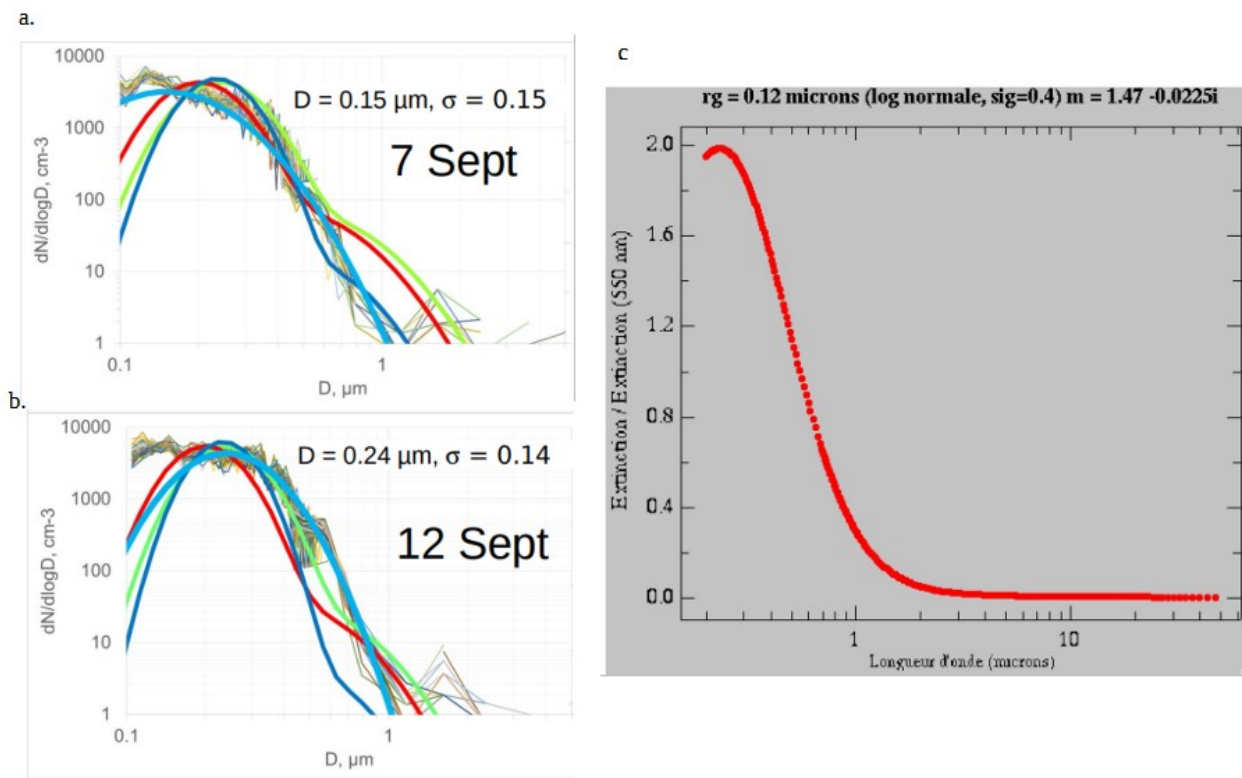 a.
10000
1000
100
10
1
0.1
1
dN/dlogD, cm-3
D, µm
D = 0.15 µm, σ = 0.15
7 Sept
b.
10000
1000
100
10
1
0.1
1
dN/dlogD, cm-3
D, µm
D = 0.24 µm, σ = 0.14
12 Sept
c
rg = 0.12 microns (log normale, sig=0.4) m = 1.47 -0.0225i
2.0
1.6
1.2
0.8
0.4
0.0
1
10
Extinction / Extinction (550 nm)
Longueur d'onde (microns)